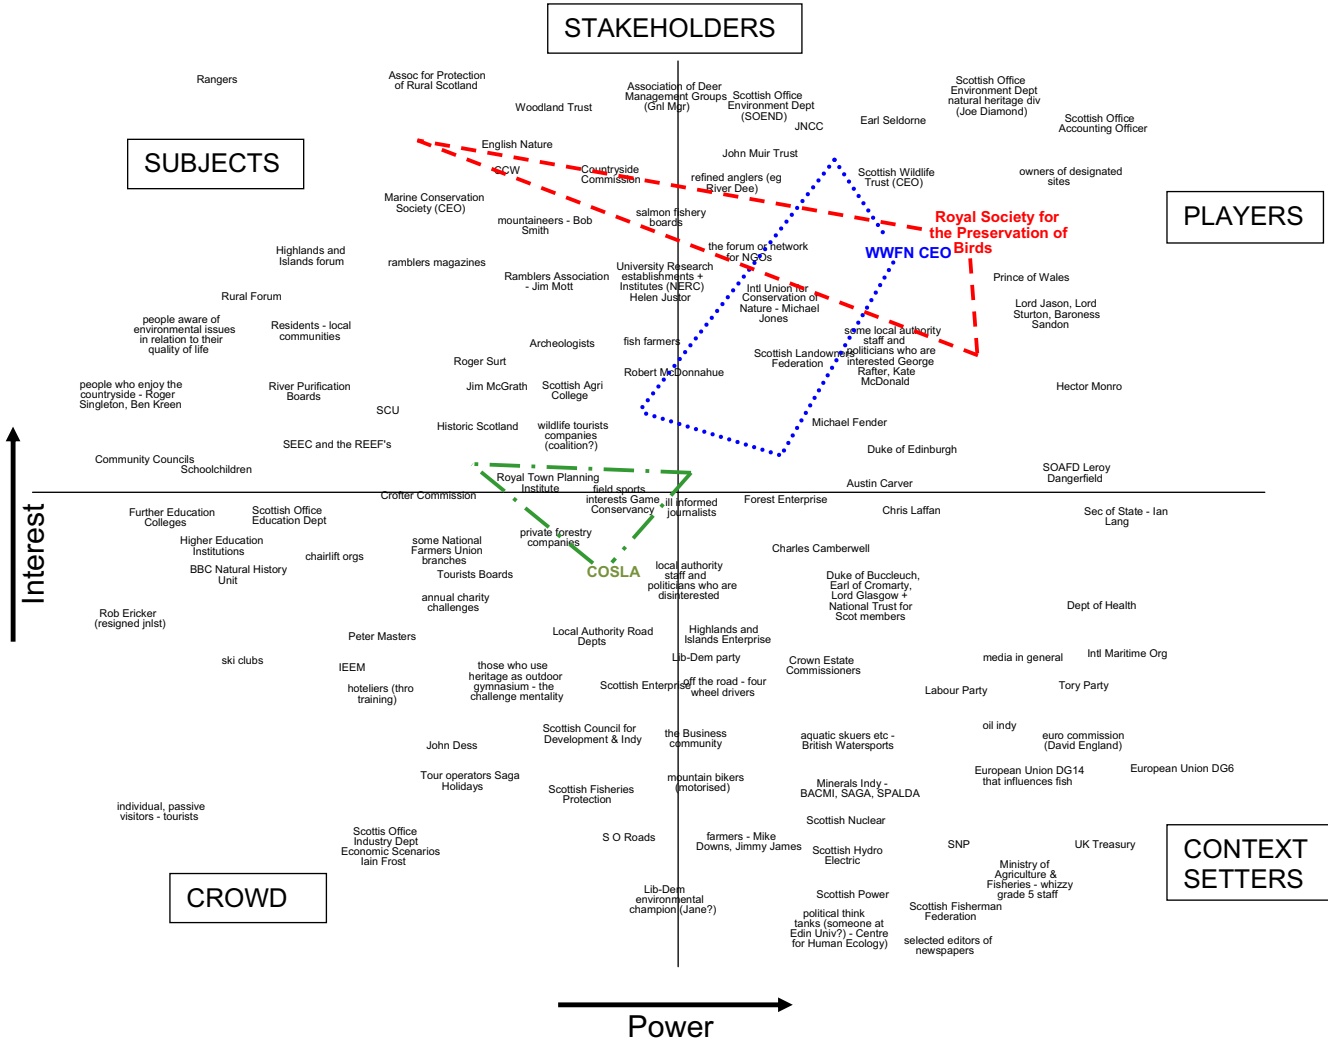 STAKEHOLDERS
Rangers
Assoc for Protection
of Rural Scotland
Woodland Trust
Association of Deer
Management Groups
(Gnl Mgr)
Scottish Office
Environment Dept
(SOEND)
JNCC
Earl Seldorne
Scottish Office
Environment Dept
natural heritage div
(Joe Diamond)
Scottish Office
Accounting Officer
SUBJECTS
English Nature
CCW
Countryside
Commission
John Muir Trust
refined anglers (eg
River Dee)
Scottish Wildlife
Trust (CEO)
owners of designated
sites
PLAYERS
Marine Conservation
Society (CEO)
mountaineers - Bob
Smith
salmon fishery
boards
Royal Society for
the Preservation of
Birds
WWFN CEO
the forum or network
for NGOs
Highlands and
Islands forum
ramblers magazines
Ramblers Association
- Jim Mott
University Research
establishments +
Institutes (NERC)
Helen Justor
Intl Union for
Conservation of
Nature - Michael
Jones
Prince of Wales
Lord Jason, Lord
Sturton, Baroness
Sandon
Rural Forum
people aware of
environmental issues
in relation to their
quality of life
Residents - local
communities
Archeologists
fish farmers
some local authority
staff and
politicians who are
interested George
Rafter, Kate
McDonald
Scottish Landowners
Federation
Roger Surt
Robert McDonnahue
people who enjoy the
countryside - Roger
Singleton, Ben Kreen
River Purification
Boards
Jim McGrath
Scottish Agri
College
Hector Monro
SCU
Historic Scotland
wildlife tourists
companies
(coalition?)
Michael Fender
SEEC and the REEF's
Duke of Edinburgh
Community Councils
Schoolchildren
SOAFD Leroy
Dangerfield
Royal Town Planning
Institute
Austin Carver
Crofter Commission
field sports
interests Game
Conservancy
ill informed
journalists
Forest Enterprise
Interest
Further Education
Colleges
Scottish Office
Education Dept
Chris Laffan
Sec of State - Ian
Lang
Higher Education
Institutions
chairlift orgs
some National
Farmers Union
branches
private forestry
companies
Charles Camberwell
BBC Natural History
Unit
Tourists Boards
COSLA
local authority
staff and
politicians who are
disinterested
Duke of Buccleuch,
Earl of Cromarty,
Lord Glasgow +
National Trust for
Scot members
annual charity
challenges
Dept of Health
Rob Ericker
(resigned jnlst)
Peter Masters
Local Authority Road
Depts
Highlands and
Islands Enterprise
ski clubs
IEEM
those who use
heritage as outdoor
gymnasium - the
challenge mentality
Lib-Dem party
Crown Estate
Commissioners
media in general
Intl Maritime Org
hoteliers (thro
training)
Scottish Enterprise
off the road - four
wheel drivers
Labour Party
Tory Party
John Dess
Scottish Council for
Development & Indy
the Business
community
aquatic skuers etc -
British Watersports
oil indy
euro commission
(David England)
Tour operators Saga
Holidays
Scottish Fisheries
Protection
mountain bikers
(motorised)
Minerals Indy -
BACMI, SAGA, SPALDA
European Union DG14
that influences fish
European Union DG6
individual, passive
visitors - tourists
Scottish Nuclear
Scottis Office
Industry Dept
Economic Scenarios
Iain Frost
S O Roads
farmers - Mike
Downs, Jimmy James
Scottish Hydro
Electric
SNP
UK Treasury
CONTEXT
SETTERS
CROWD
Lib-Dem
environmental
champion (Jane?)
Scottish Power
Ministry of
Agriculture &
Fisheries - whizzy
grade 5 staff
political think
tanks (someone at
Edin Univ?) - Centre
for Human Ecology)
Scottish Fisherman
Federation
selected editors of
newspapers
Power